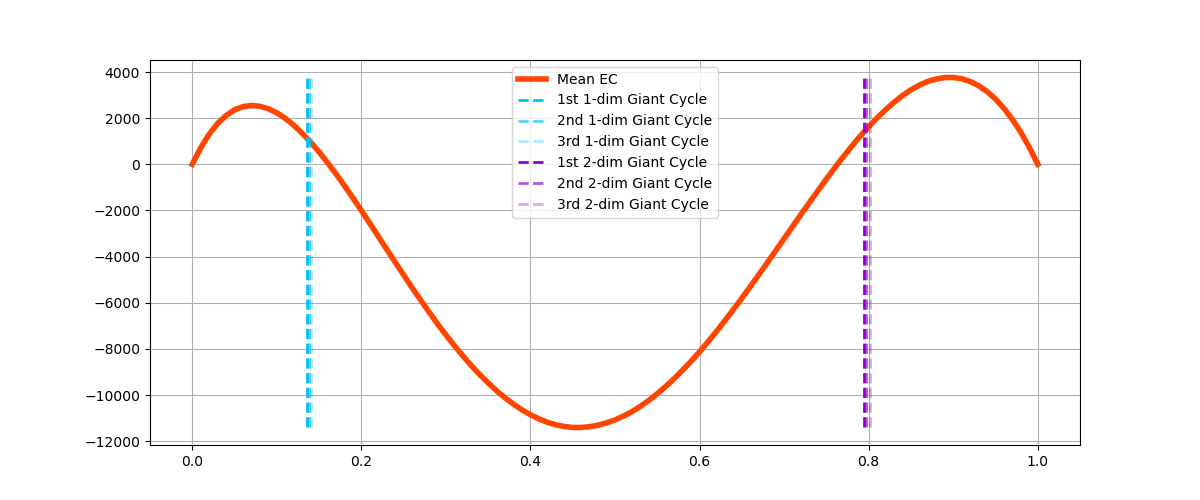 4000
2000
0
−2000
−4000
−6000
−8000
−10000
−12000
Mean EC
1st 1-dim Giant Cycle
2nd 1-dim Giant Cycle
3rd 1-dim Giant Cycle
1st 2-dim Giant Cycle
2nd 2-dim Giant Cycle
3rd 2-dim Giant Cycle
0.0 0.2 0.4 0.6 0.8 1.0